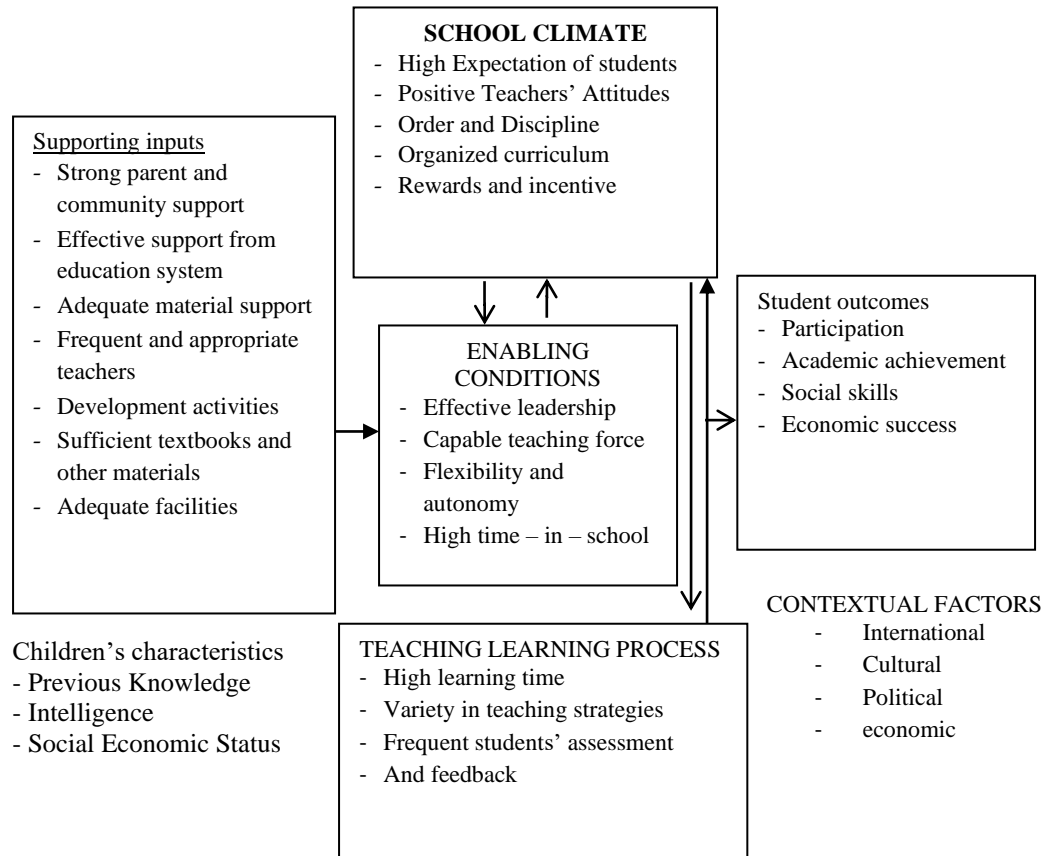 SCHOOL CLIMATE
- High Expectation of students
- Positive Teachers' Attitudes
- Order and Discipline
- Organized curriculum
- Rewards and incentive
Supporting inputs
- Strong parent and
community support
- Effective support from
education system
- Adequate material support
- Frequent and appropriate
teachers
- Development activities
- Sufficient textbooks and
other materials
- Adequate facilities
ENABLING
CONDITIONS
- Effective leadership
- Capable teaching force
- Flexibility and
autonomy
- High time – in – school
Student outcomes
- Participation
- Academic achievement
- Social skills
- Economic success
Children's characteristics
- Previous Knowledge
- Intelligence
- Social Economic Status
TEACHING LEARNING PROCESS
- High learning time
- Variety in teaching strategies
- Frequent students' assessment
- And feedback
CONTEXTUAL FACTORS
- International
- Cultural
- Political
- economic